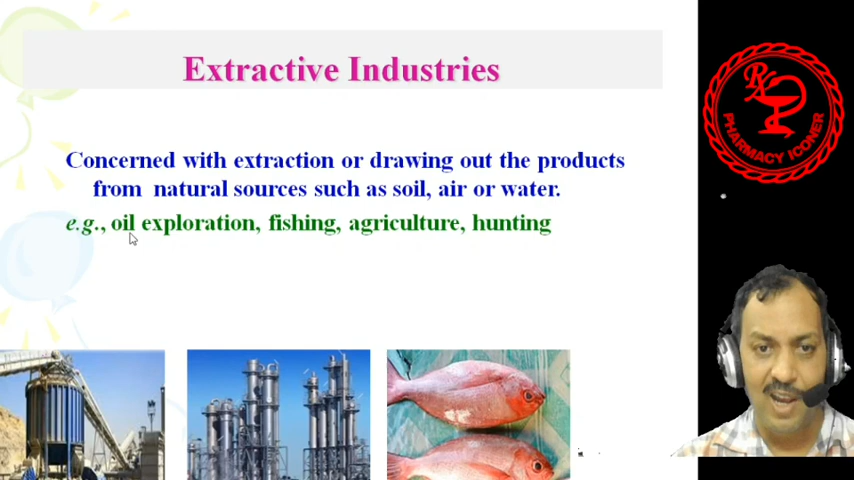 Extractive Industries
Concerned with extraction or drawing out the products
from natural sources such as soil, air or water.
e.g., oil exploration, fishing, agriculture, hunting
Rx
PHARMACY ICONER